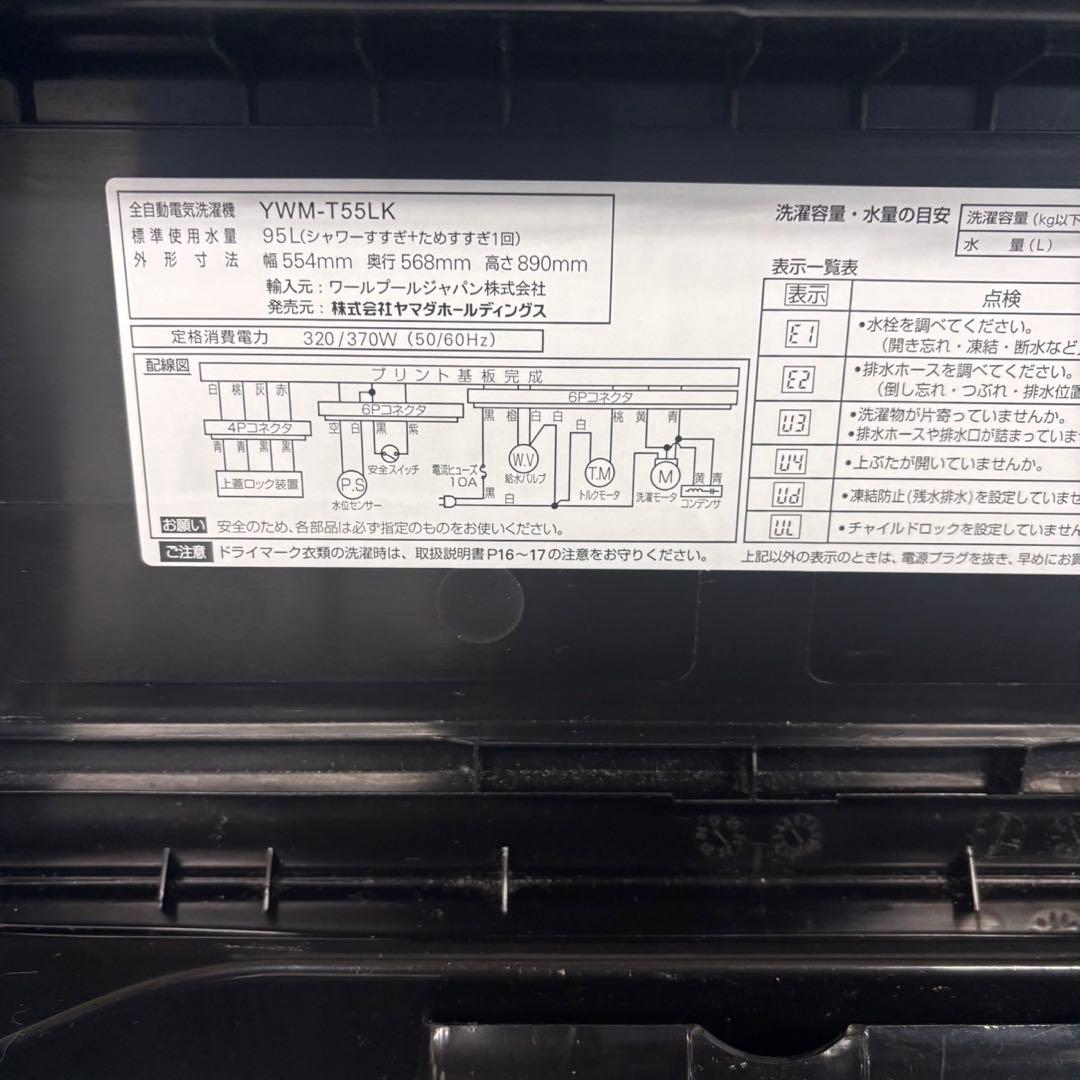 全自動電気洗濯機 YWM-T55LK
標準使用水量 95L(シャワーすすぎ+ためすすぎ1回)
外形寸法 幅554mm 奥行568mm 高さ890mm
輸入元：ワールプールジャパン株式会社
発売元：株式会社ヤマダホールディングス
定格消費電力 320/370W (50/60Hz)
配線図
プリント基板完成
白 桃 灰 赤
4Pコネクタ
青 青 黒 黒
上蓋ロック装置
6Pコネクタ
空 白 黒 紫
安全スイッチ
P.S
水位センサー
6Pコネクタ
黒 橙 白 白 白 桃 黄 青
電流ヒューズ
10A
黒 白
W.V
給水バルブ
T.M
トルクモータ
M
洗濯モータ
黄 青
コンデンサ
お願い 安全のため、各部品は必ず指定のものをお使いください。
ご注意 ドライマーク衣類の洗濯時は、取扱説明書P16～17の注意をお守りください。
洗濯容量・水量の目安
洗濯容量(kg以下
水量(L)
表示一覧表
表示 点検
E1 •水栓を調べてください。
(開き忘れ・凍結・断水など
E2 •排水ホースを調べてください。
(倒し忘れ・つぶれ・排水位置
U3 •洗濯物が片寄っていませんか。
•排水ホースや排水口が詰まっていま
U4 •上ぶたが開いていませんか。
Ud •凍結防止(残水排水)を設定していませ
UL •チャイルドロックを設定していません
上記以外の表示のときは、電源プラグを抜き、早めにお買